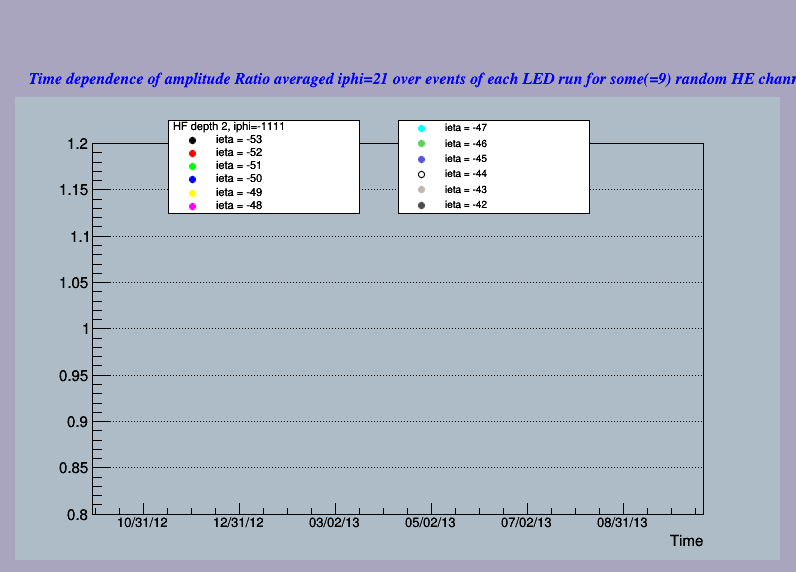 Time dependence of amplitude Ratio averaged iphi=21 over events of each LED run for some(=9) random HE
HF depth 2, iphi=-1111
ieta = -53
ieta = -52
ieta = -51
ieta = -50
ieta = -49
ieta = -48
ieta = -47
ieta = -46
ieta = -45
ieta = -44
ieta = -43
ieta = -42
1.2
1.15
1.1
1.05
1
0.95
0.9
0.85
0.8
10/31/12 12/31/12 03/02/13 05/02/13 07/02/13 08/31/13
Time